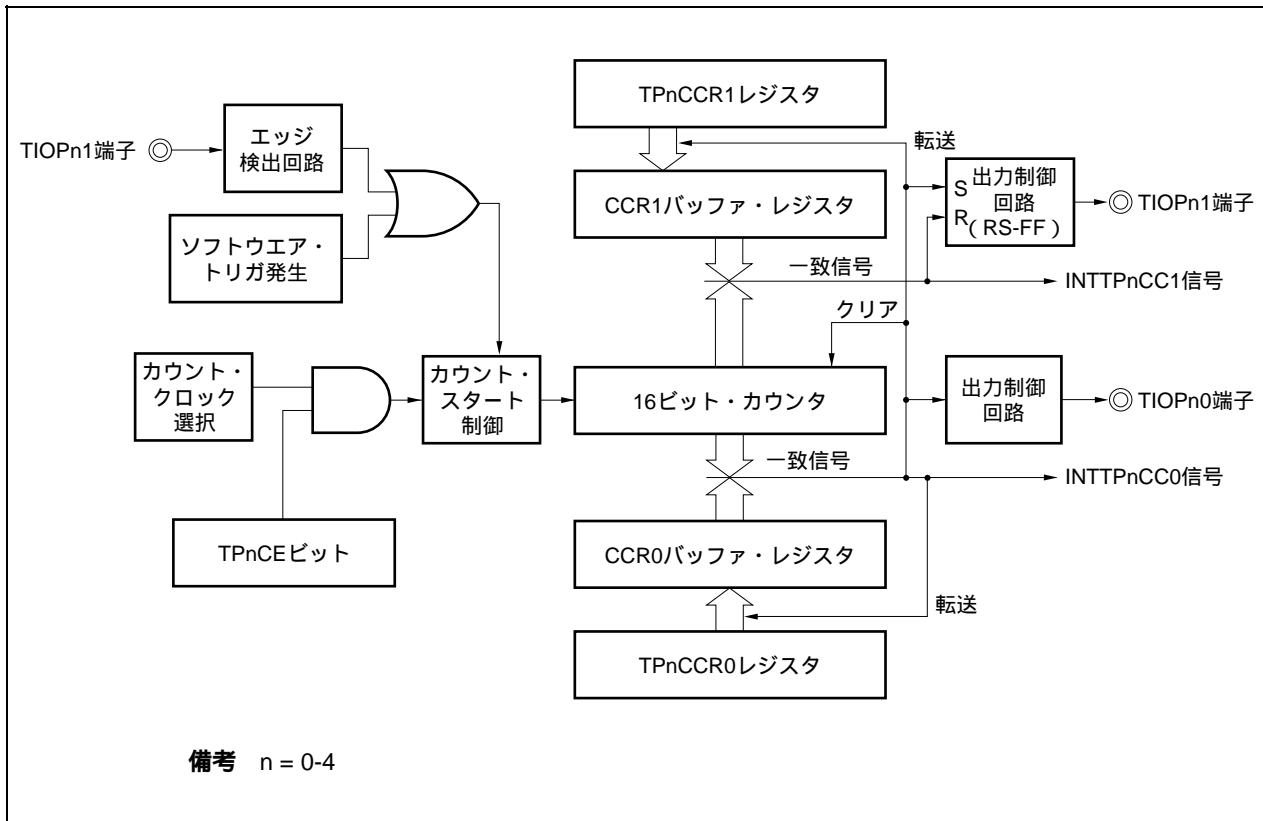 TPnCCR1レジスタ
TIOPn1端子
エッジ
検出回路
転送
CCR1バッファ・レジスタ
S
R
出力制御
回路
(RS-FF)
TIOPn1端子
ソフトウエア・
トリガ発生
一致信号
INTTPnCC1信号
クリア
カウント・
クロック
選択
カウント・
スタート
制御
16ビット・カウンタ
出力制御
回路
TIOPn0端子
一致信号
INTTPnCC0信号
TPnCEビット
CCR0バッファ・レジスタ
転送
TPnCCR0レジスタ
備考 n = 0-4